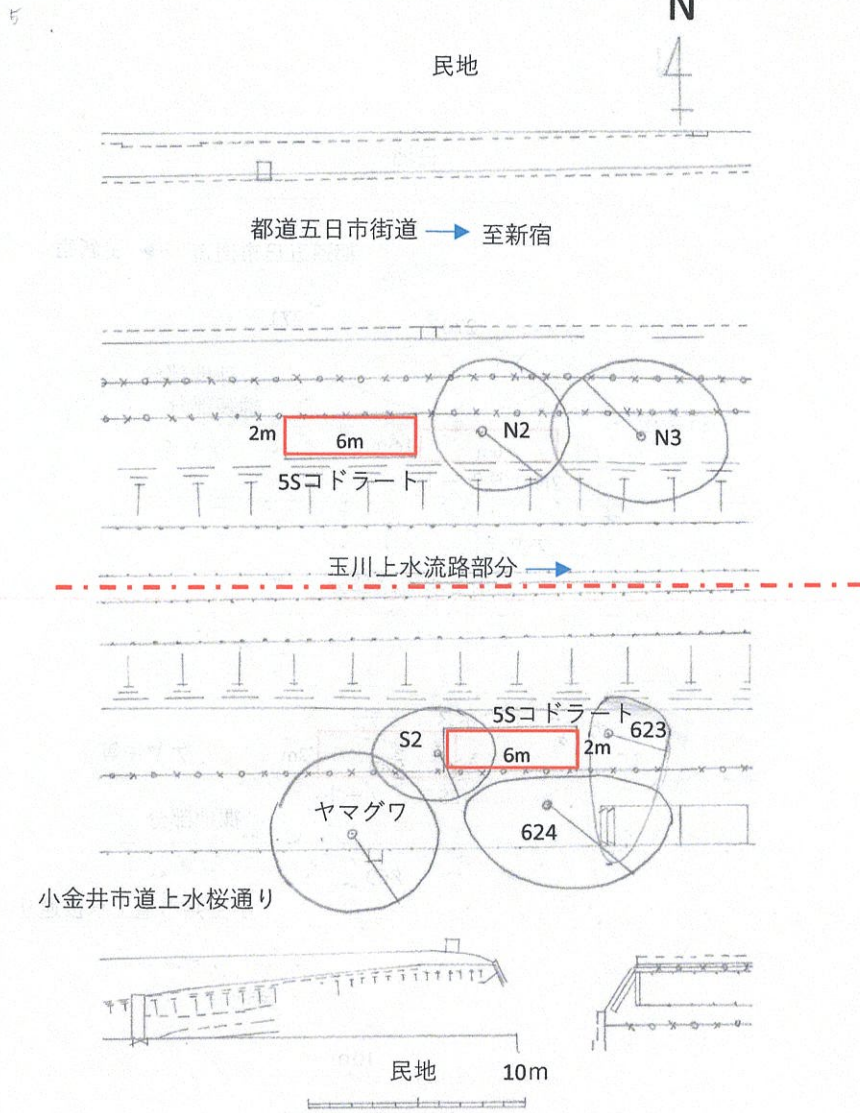 5
N
民地
都道五日市街道
至新宿
N2
N3
2m
6m
5Sコドラート
玉川上水流路部分
5Sコドラート
623
S2
6m
2m
ヤマグワ
624
小金井市道上水桜通り
民地
10m